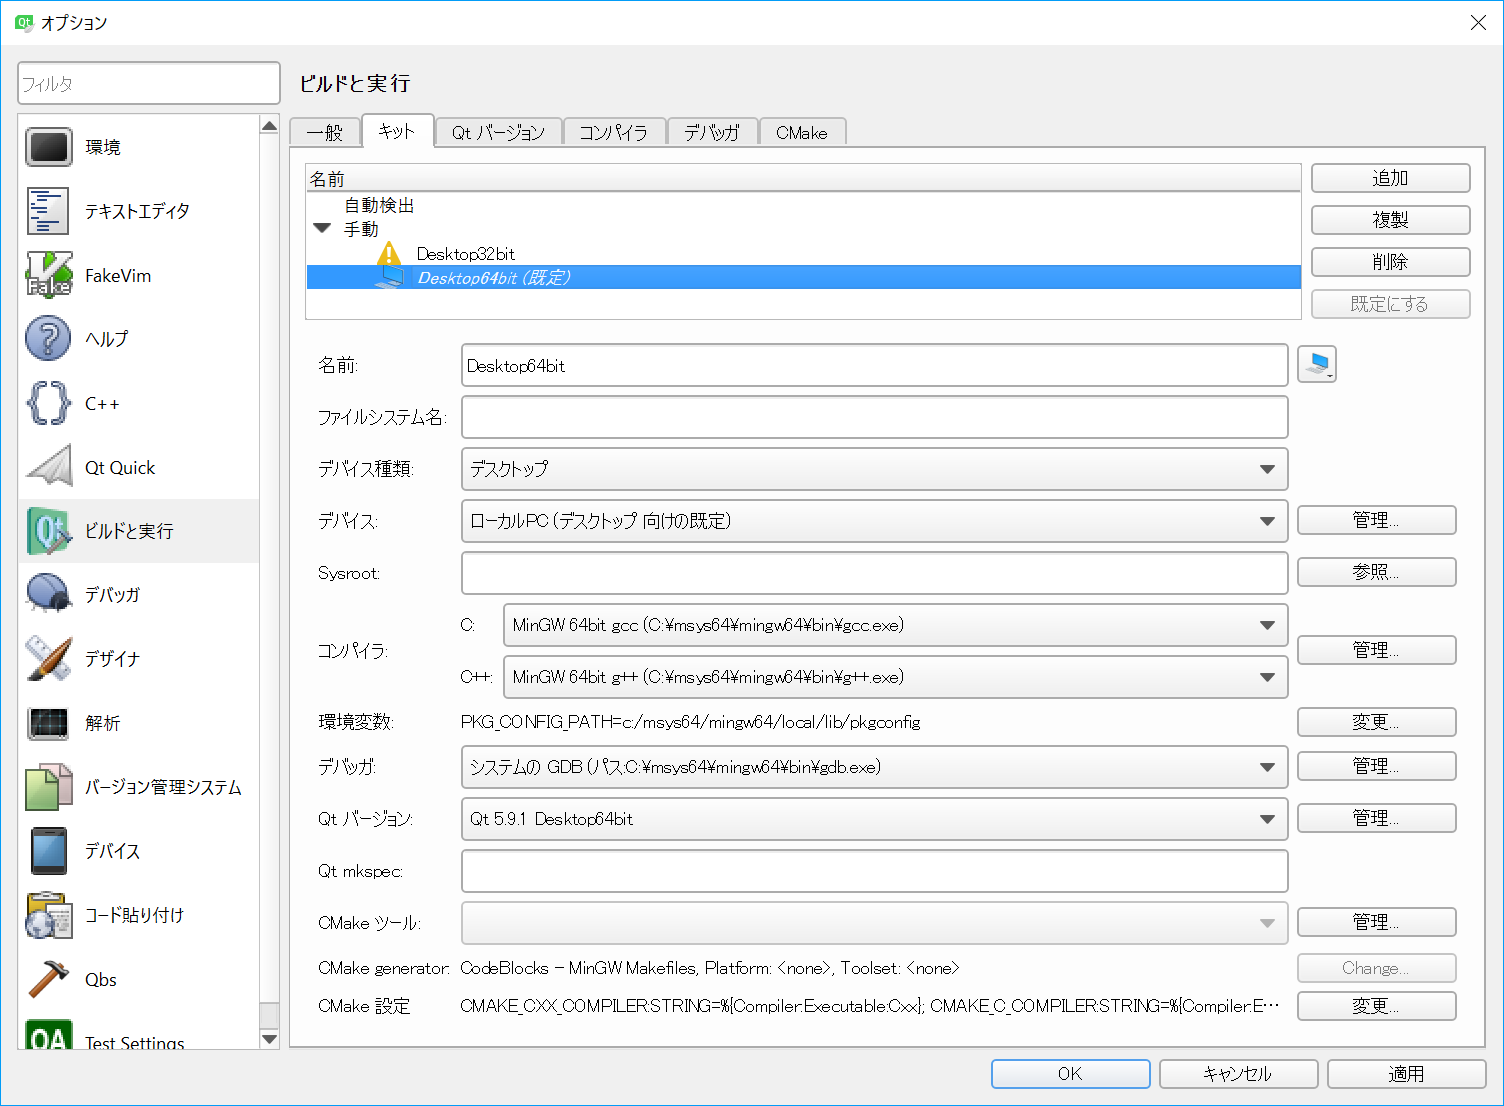 オプション
フィルタ
環境
テキストエディタ
FakeVim
ヘルプ
C++
Qt Quick
ビルドと実行
デバッガ
デザイナ
解析
バージョン管理システム
デバイス
コード貼り付け
Qbs
Test Settings
ビルドと実行
一般 キット Qt バージョン コンパイラ デバッガ CMake
名前
自動検出
手動
Desktop32bit
Desktop64bit (既定)
追加
複製
削除
既定にする
名前: Desktop64bit
ファイルシステム名:
デバイス種類: デスクトップ
デバイス: ローカルPC (デスクトップ 向けの既定) 管理...
Sysroot: 参照...
コンパイラ:
C: MinGW 64bit gcc (C:¥msys64¥mingw64¥bin¥gcc.exe)
管理...
C++: MinGW 64bit g++ (C:¥msys64¥mingw64¥bin¥g++.exe)
環境変数: PKG_CONFIG_PATH=c:/msys64/mingw64/local/lib/pkgconfig 変更...
デバッガ: システムの GDB (パス:C:¥msys64¥mingw64¥bin¥gdb.exe) 管理...
Qt バージョン: Qt 5.9.1 Desktop64bit 管理...
Qt mkspec:
CMake ツール: 管理...
CMake generator: CodeBlocks - MinGW Makefiles, Platform: <none>, Toolset: <none> Change...
CMake 設定 CMAKE_CXX_COMPILER:STRING=%{Compiler:Executable:Cxx}; CMAKE_C_COMPILER:STRING=%{Compiler:E… 変更...
OK キャンセル 適用